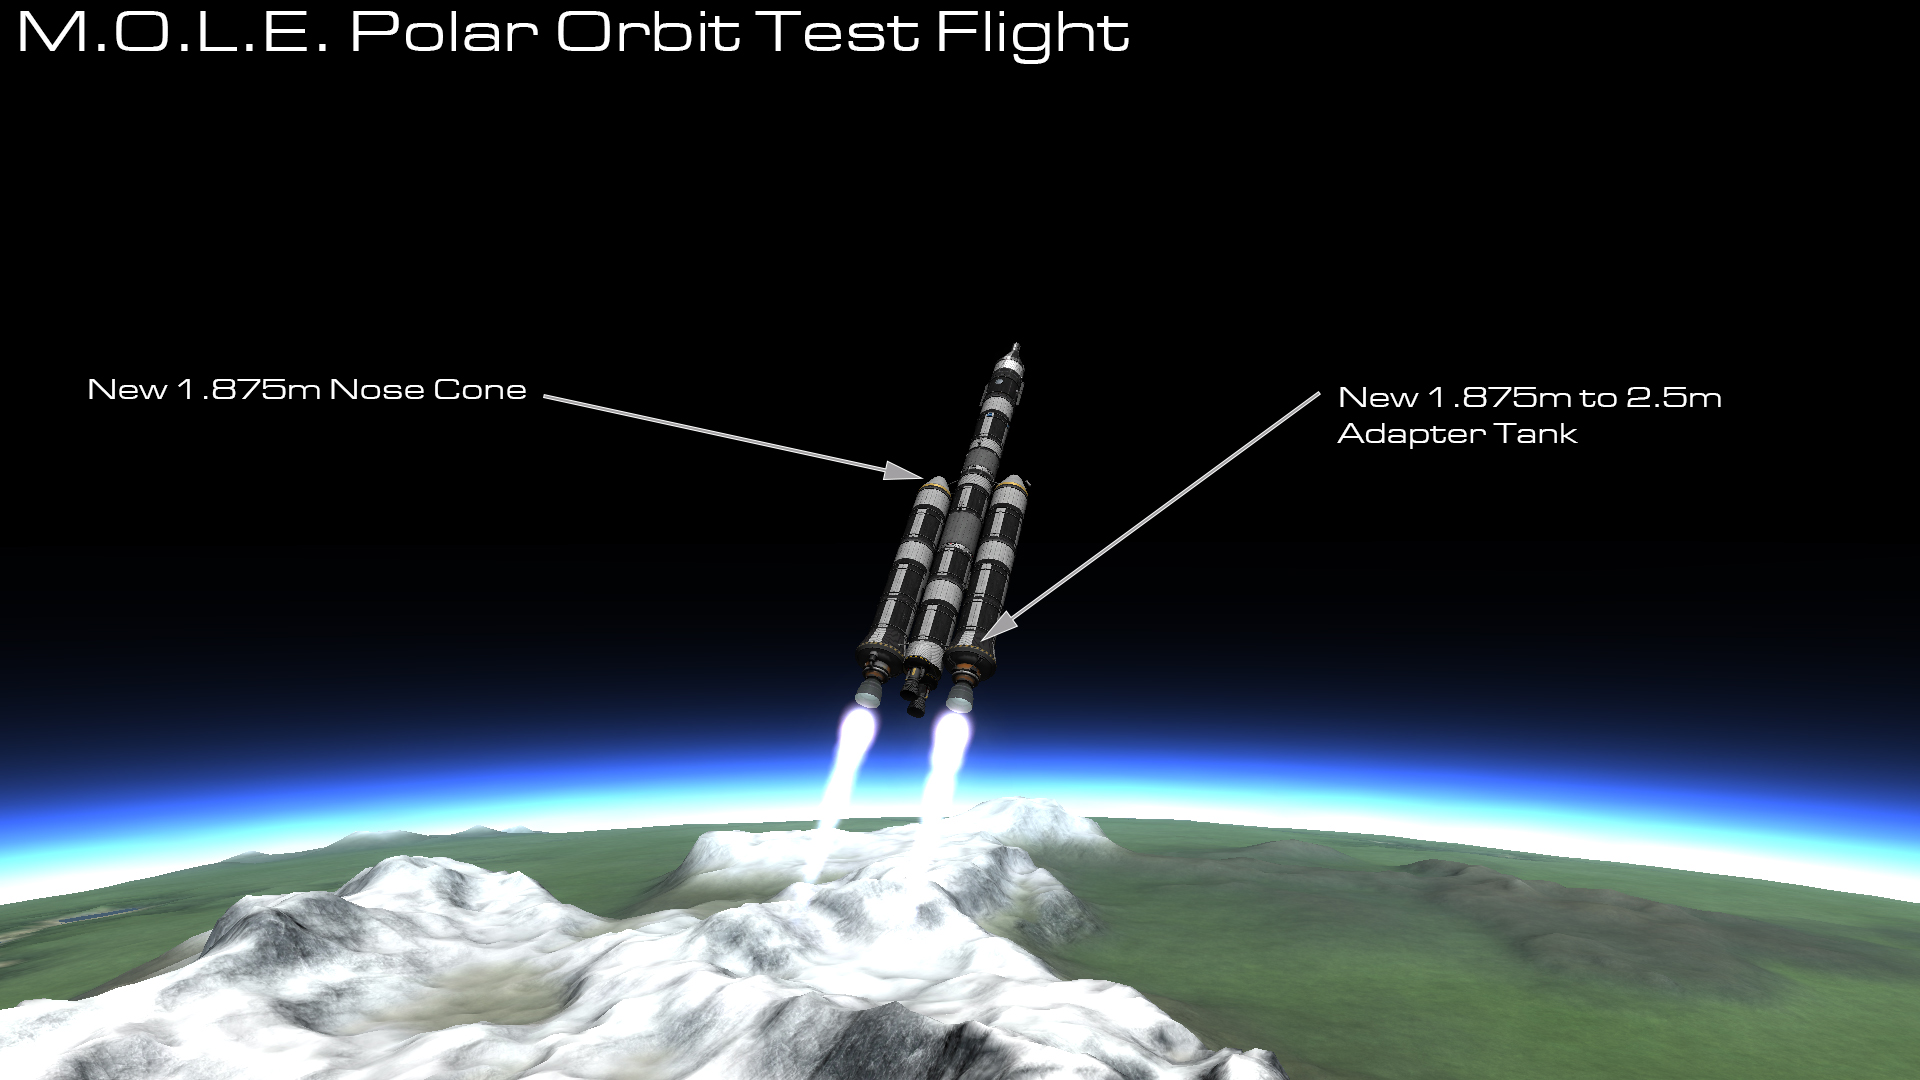 M.O.L.E. Polar Orbit Test Flight
New 1.875m Nose Cone
New 1.875m to 2.5m
Adapter Tank